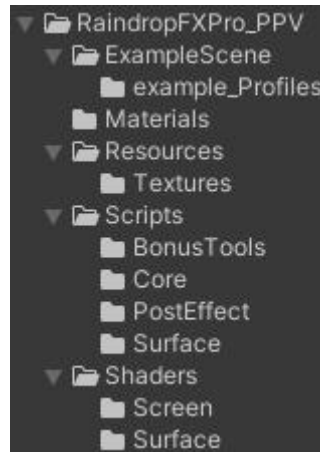 RaindropFXPro_PPV
ExampleScene
example_Profiles
Materials
Resources
Textures
Scripts
BonusTools
Core
PostEffect
Surface
Shaders
Screen
Surface